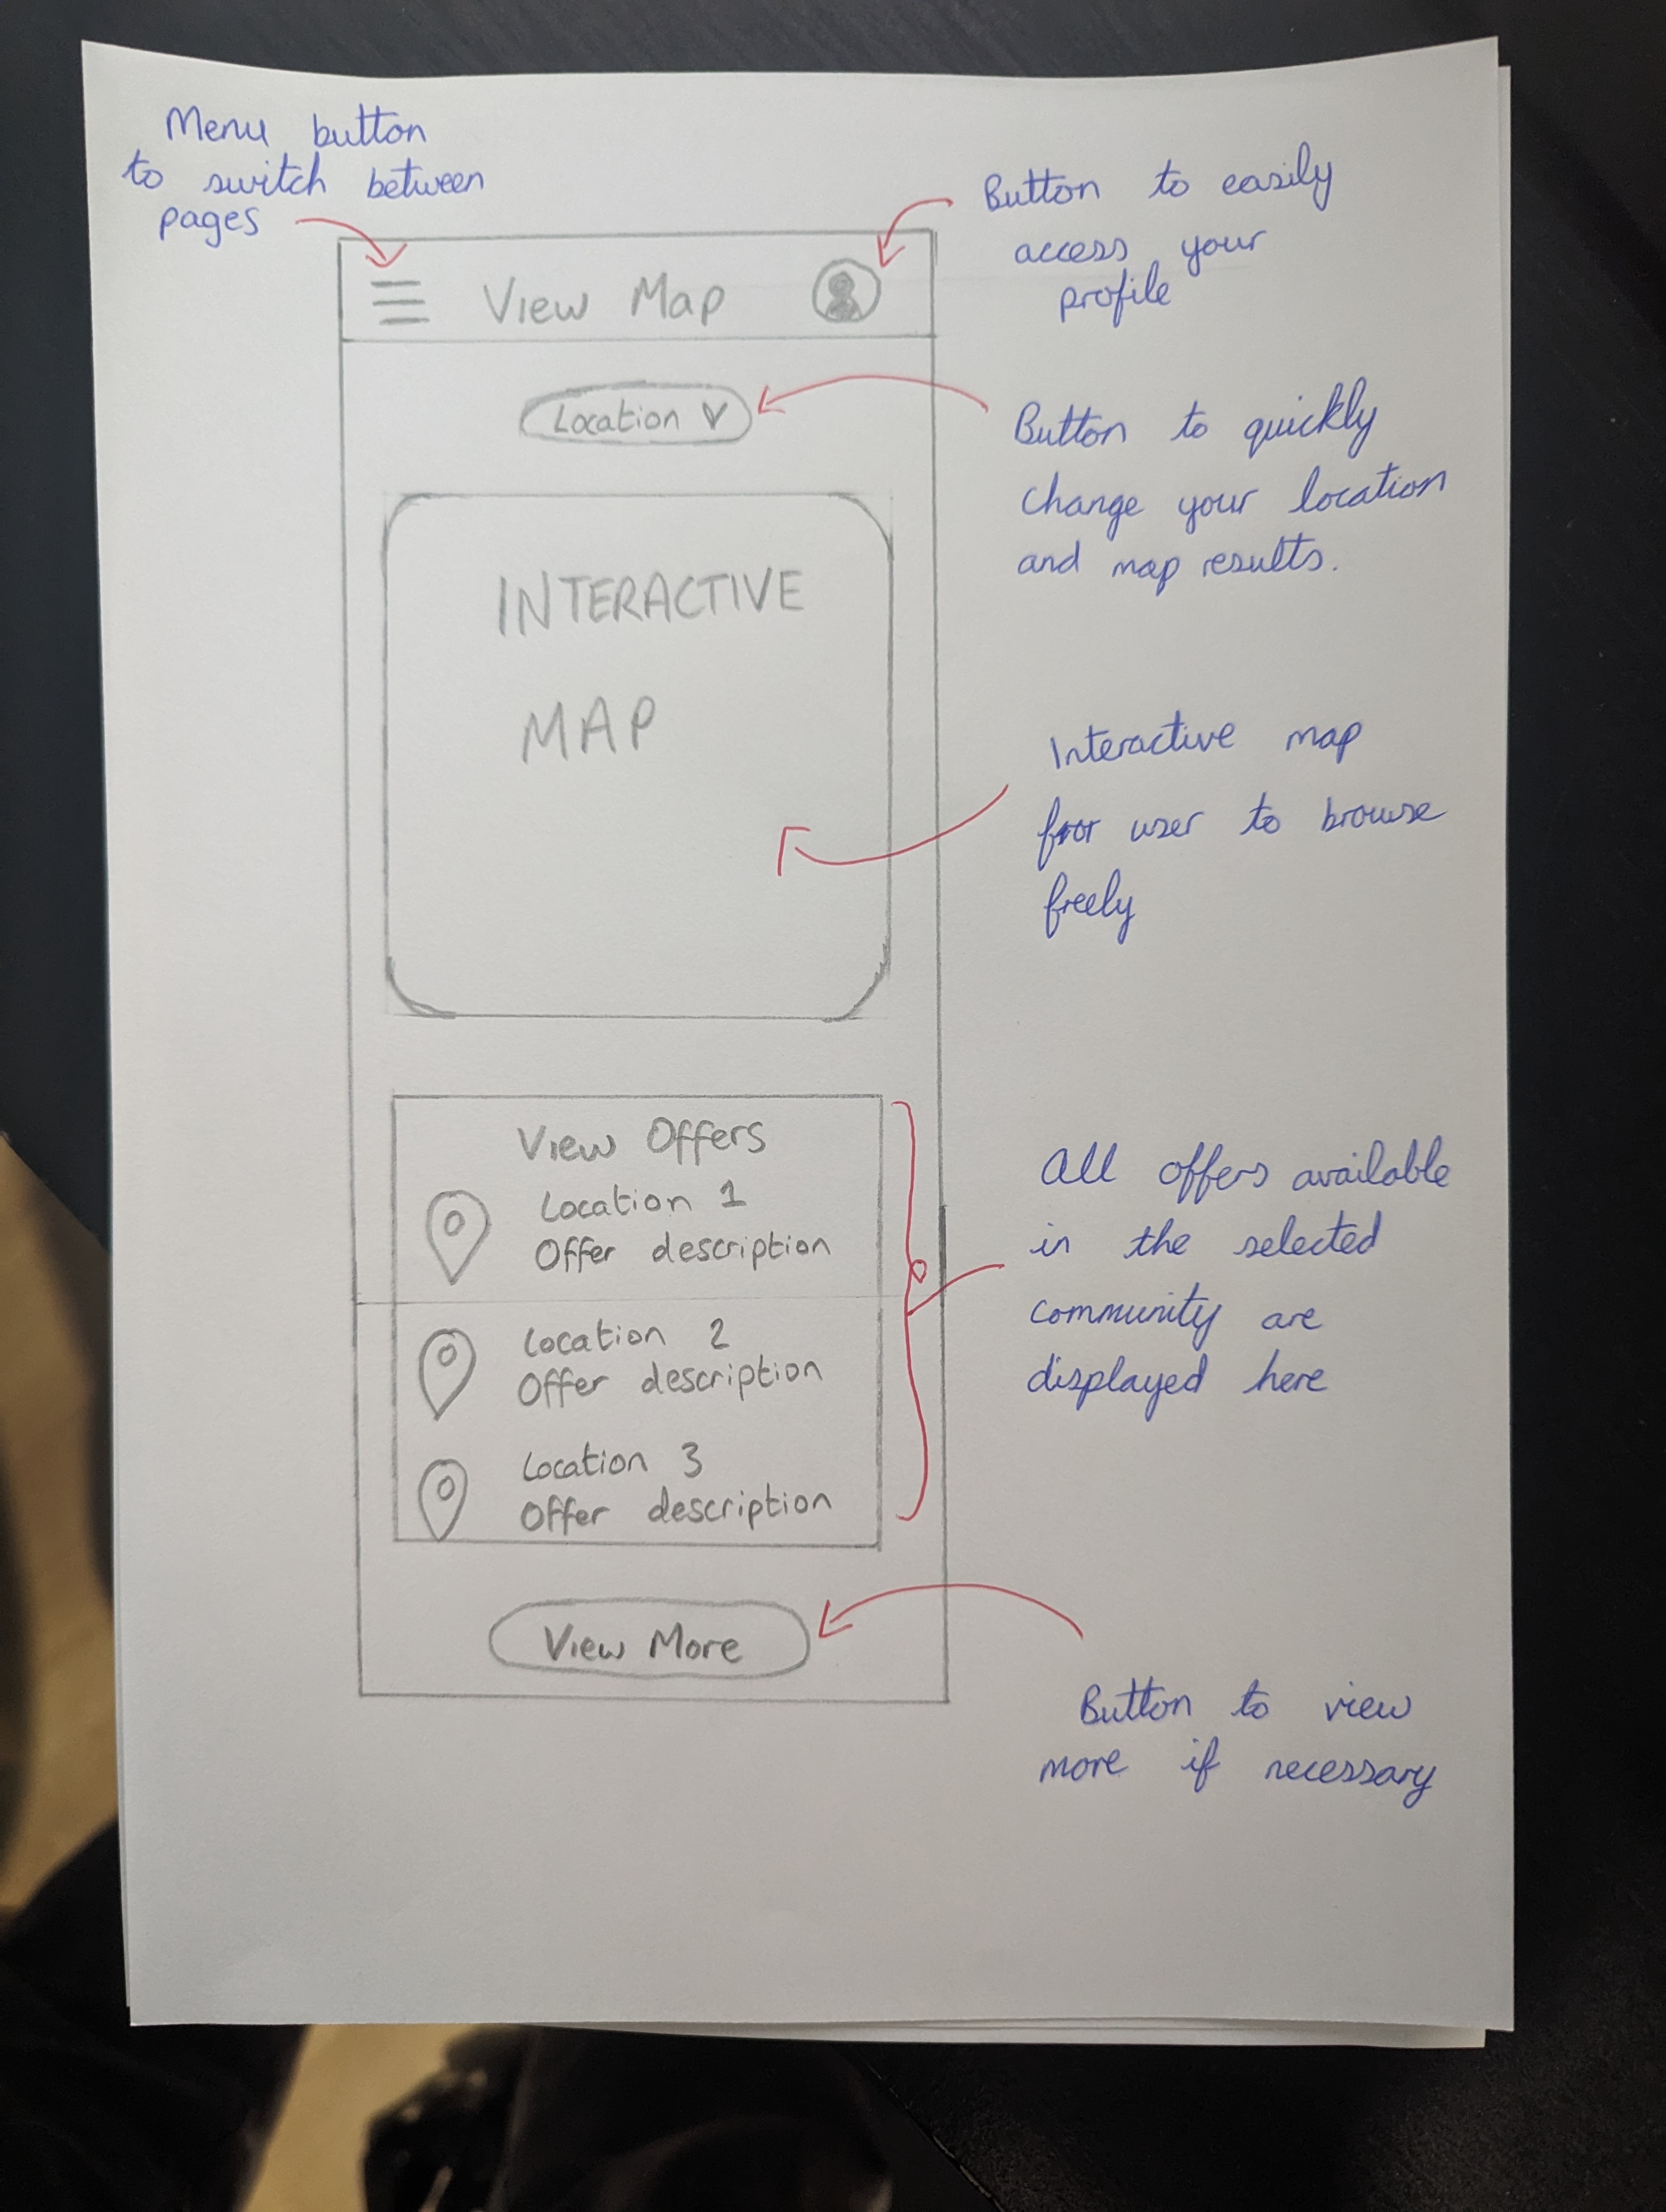 Menu button
to switch between
pages
Button to easily
access your
profile
View Map
Location
Button to quickly
change your location
and map results.
INTERACTIVE
MAP
Interactive map
for user to browse
freely
View Offers
Location 1
Offer description
Location 2
Offer description
Location 3
Offer description
All offers available
in the selected
community are
displayed here
View More
Button to view
more if necessary